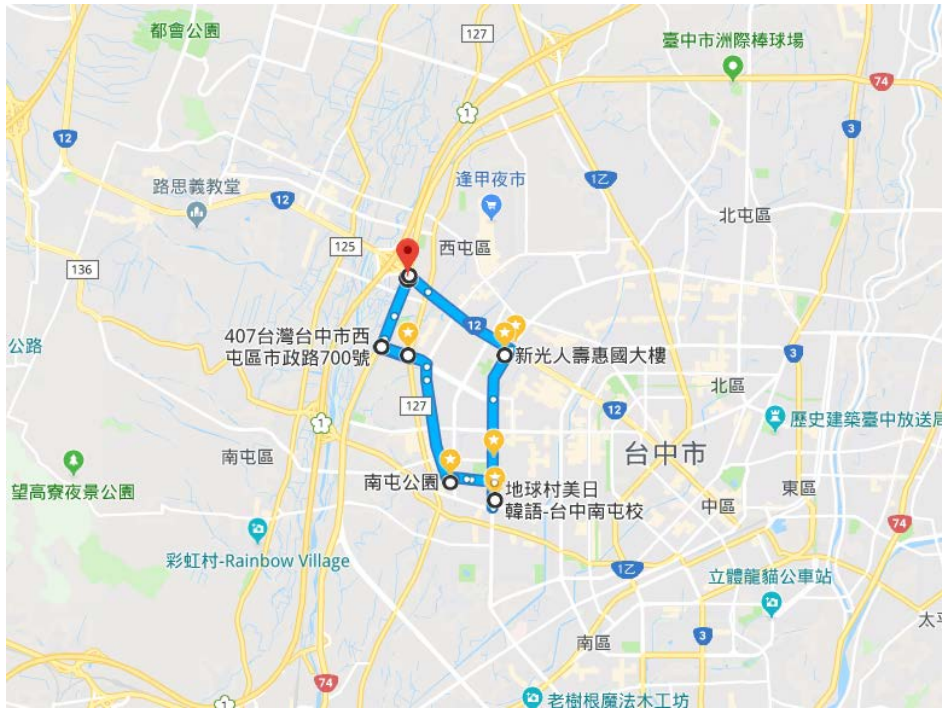 都會公園
127
臺中市洲際棒球場
1
74
12
3
路思義教堂
12
逢甲夜市
1乙
北屯區
125
西屯區
136
12
407台灣台中市西
屯區市政路700號
新光人壽惠國大樓
公路
3
北區
127
12
歷史建築臺中放送局
1
南屯區
台中市
望高寮夜景公園
南屯公園
地球村美日
韓語-台中南屯校
東區
中區
74
彩虹村-Rainbow Village
1乙
立體龍貓公車站
太平
3
南區
74
1
老樹根魔法木工坊